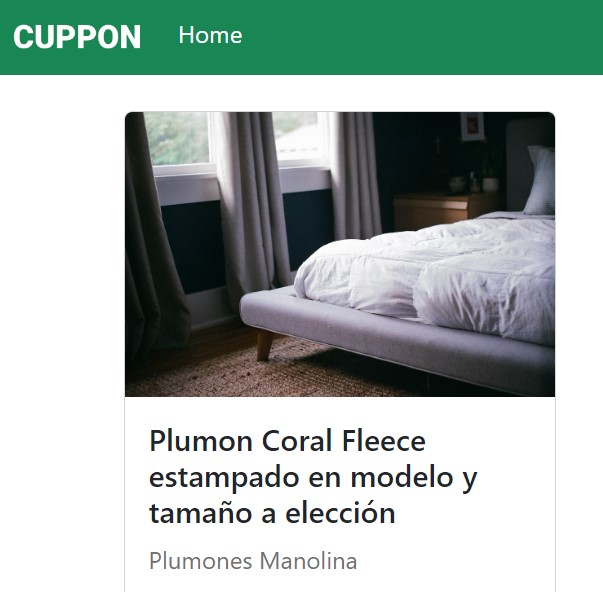 CUPPON Home
Plumon Coral Fleece
estampado en modelo y
tamaño a elección
Plumones Manolina